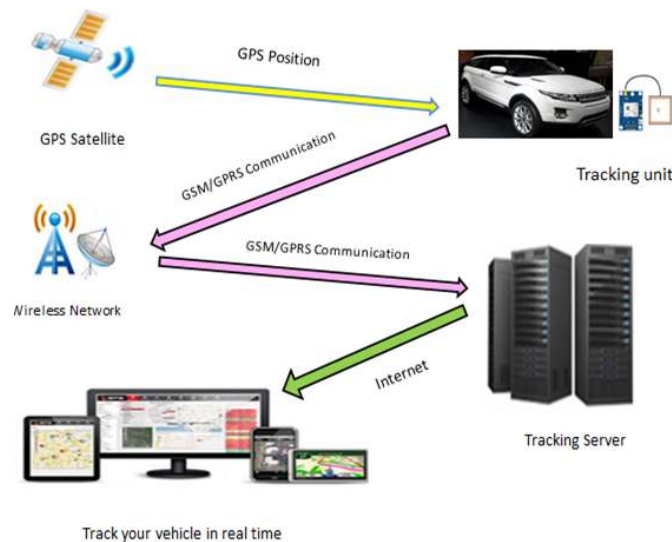 GPS Position
GPS Satellite
Tracking unit
GSM/GPRS Communication
GSM/GPRS Communication
Wireless Network
Internet
Tracking Server
Track your vehicle in real time